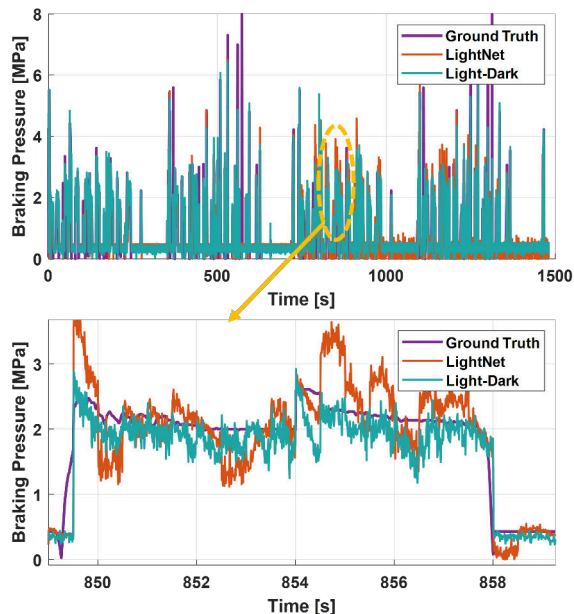 Braking Pressure [MPa]
8
6
4
2
0
Ground Truth
LightNet
Light-Dark
0
500
1000
1500
Time [s]
Braking Pressure [MPa]
3
2
1
0
Ground Truth
LightNet
Light-Dark
850
852
854
856
858
Time [s]